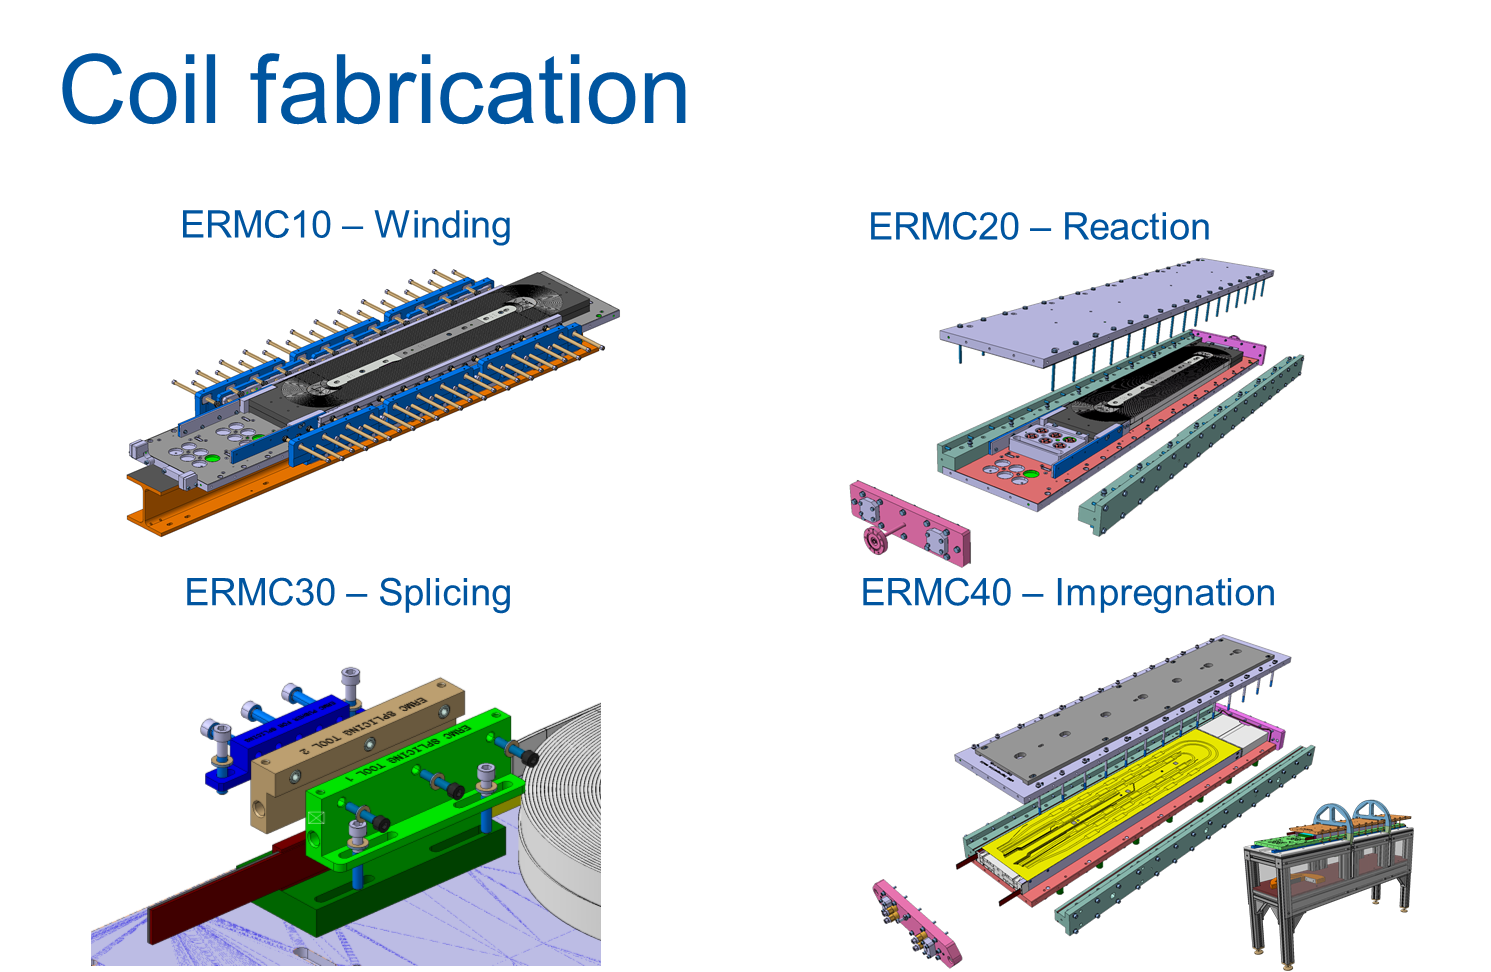 Coil fabrication
ERMC10 – Winding
ERMC20 – Reaction
ERMC30 – Splicing
ERMC40 – Impregnation
ERMC SPLICING TOOL 2
ERMC SPLICING TOOL 1